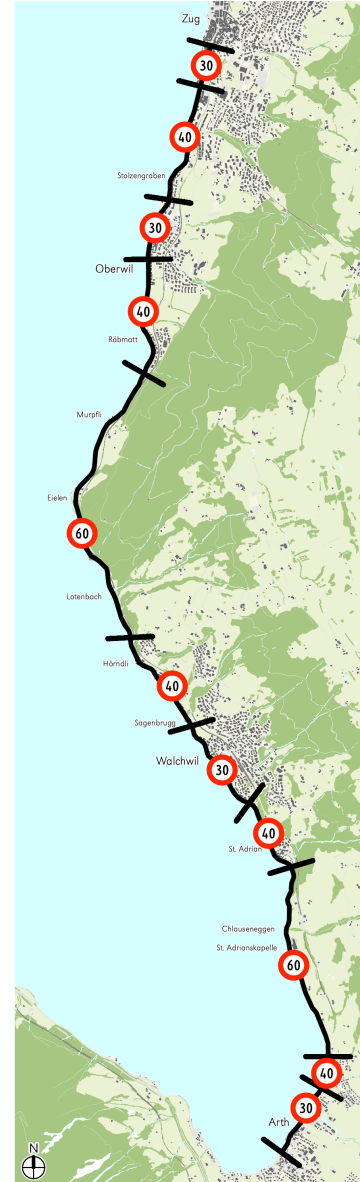 Zug
30
40
Stolzengraben
30
Oberwil
40
Räbmatt
Murpfli
Eielen
60
Lotenbach
Hörndli
40
Sagenbrugg
Walchwil
30
40
St. Adrian
Chlauseneggen
St. Adrianskapelle
60
40
30
Arth
N